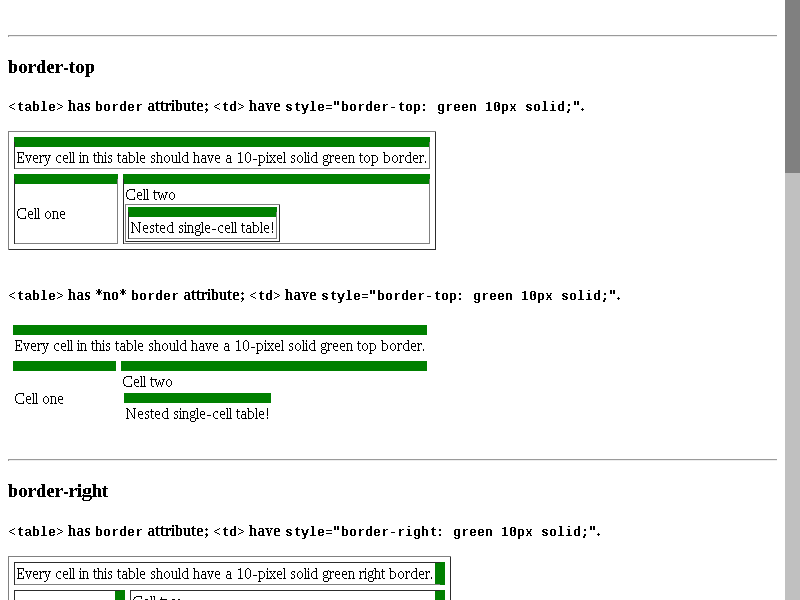 border-top
<table> has border attribute; <td> have style="border-top: green 10px solid;".
Every cell in this table should have a 10-pixel solid green top border.
Cell one
Cell two
Nested single-cell table!
<table> has *no* border attribute; <td> have style="border-top: green 10px solid;".
Every cell in this table should have a 10-pixel solid green top border.
Cell one
Cell two
Nested single-cell table!
border-right
<table> has border attribute; <td> have style="border-right: green 10px solid;".
Every cell in this table should have a 10-pixel solid green right border.
Cell two